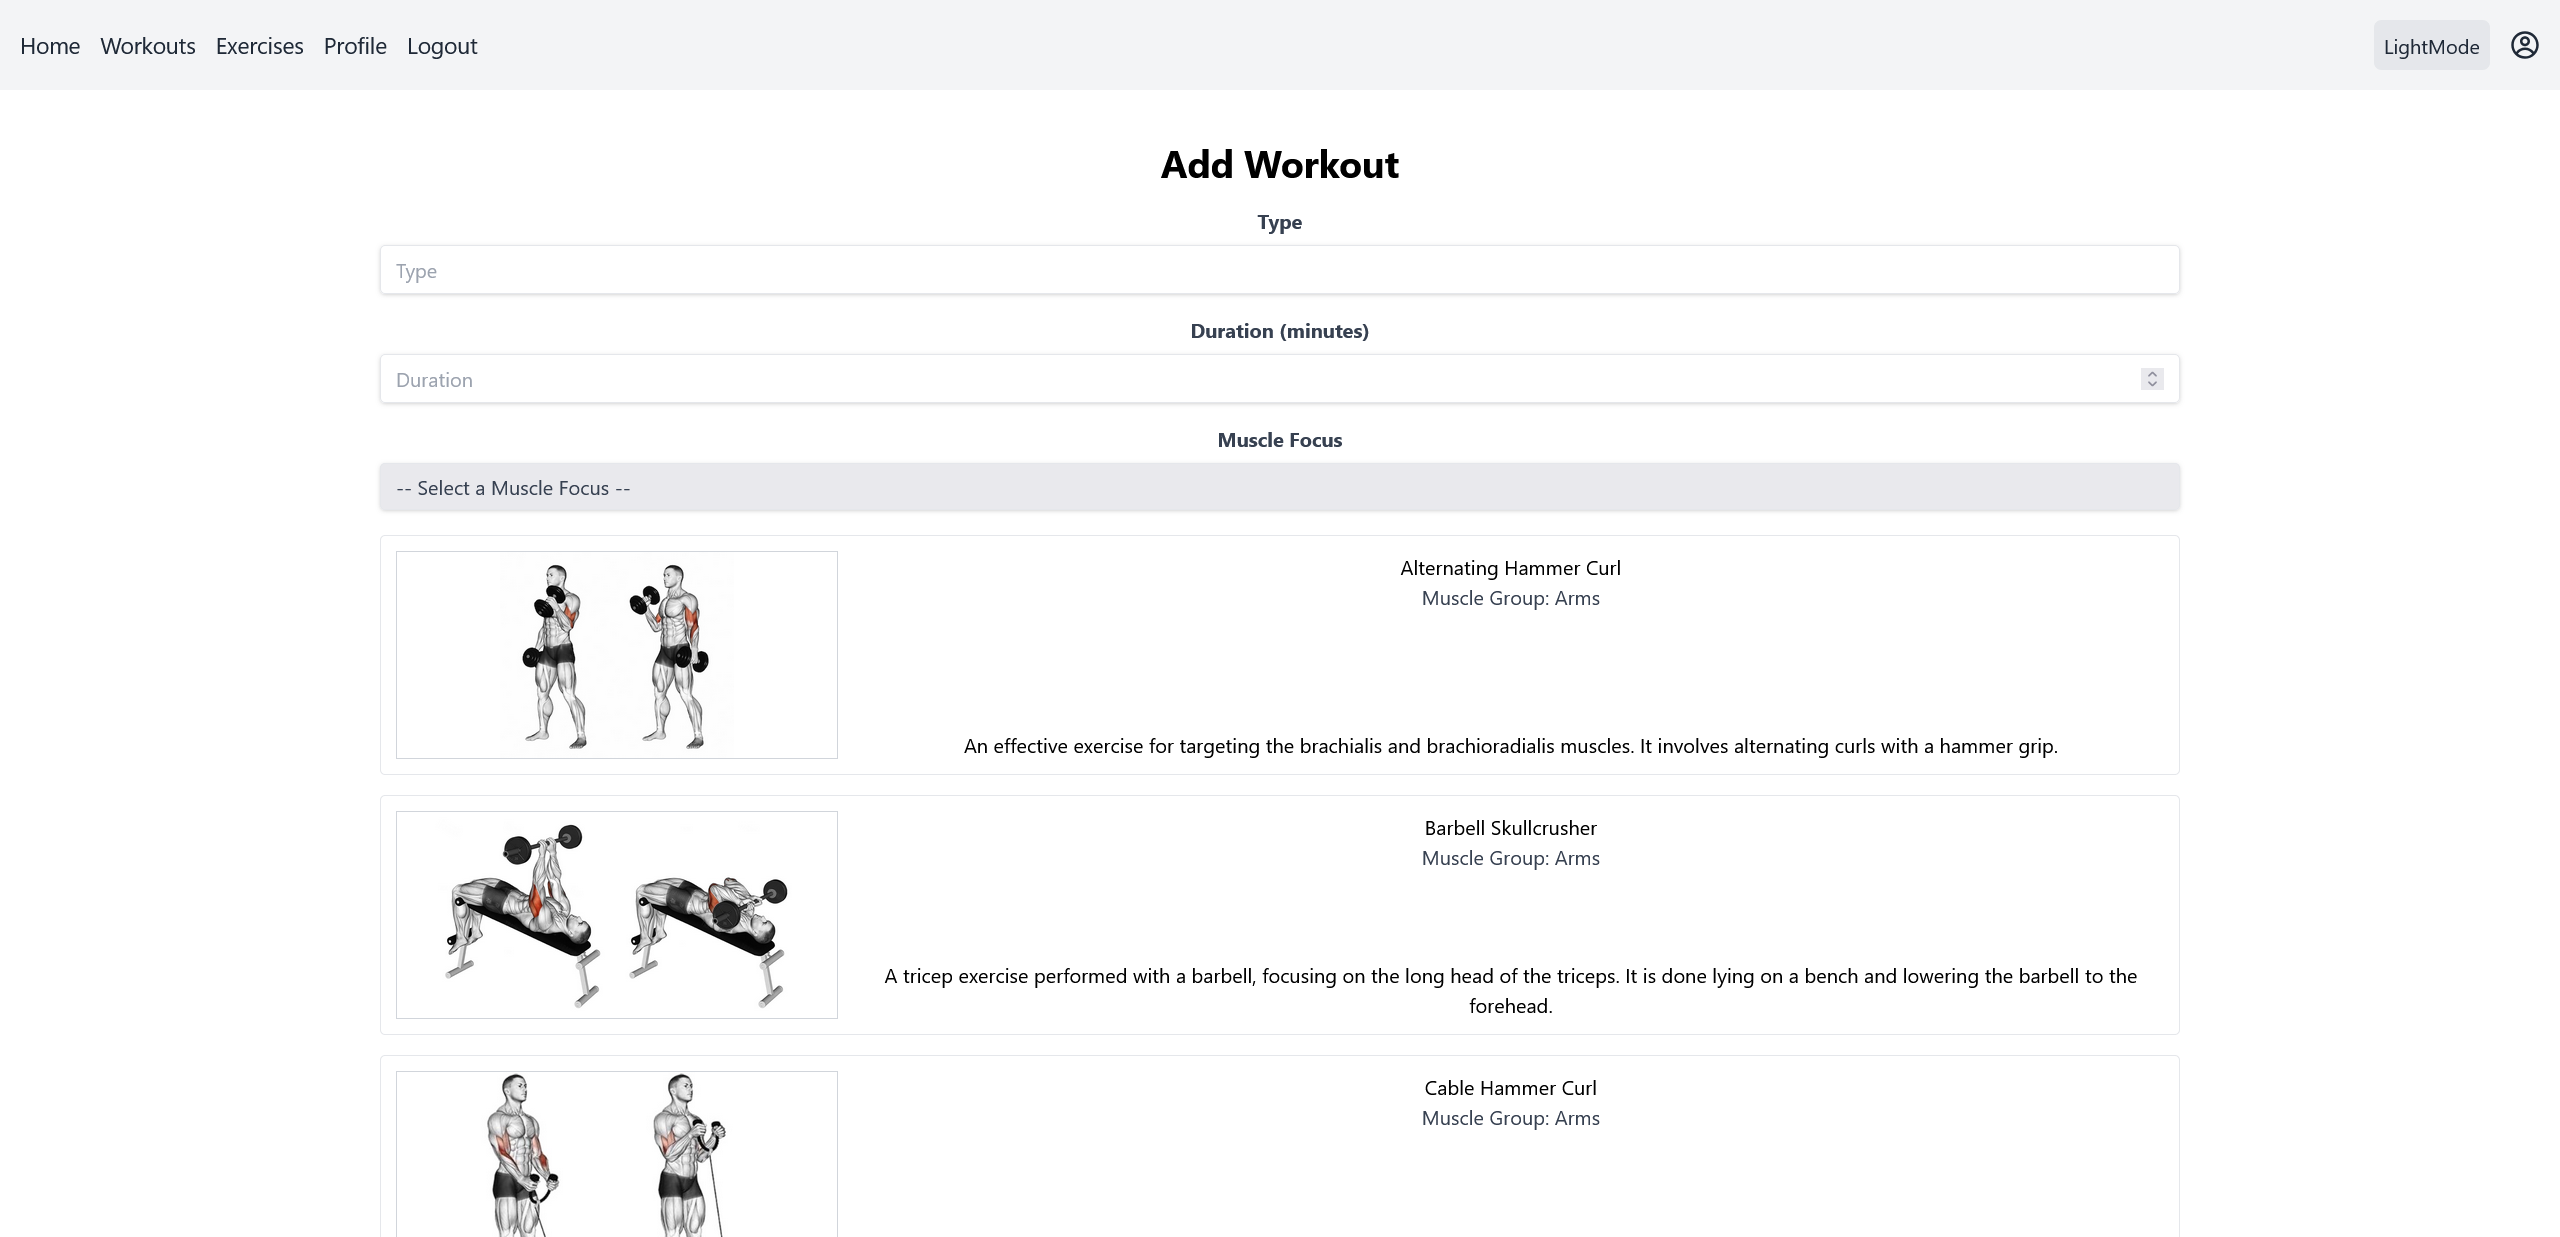 Home Workouts Exercises Profile Logout LightMode
Add Workout
Type
Type
Duration (minutes)
Duration
Muscle Focus
-- Select a Muscle Focus --
Alternating Hammer Curl
Muscle Group: Arms
An effective exercise for targeting the brachialis and brachioradialis muscles. It involves alternating curls with a hammer grip.
Barbell Skullcrusher
Muscle Group: Arms
A tricep exercise performed with a barbell, focusing on the long head of the triceps. It is done lying on a bench and lowering the barbell to the
forehead.
Cable Hammer Curl
Muscle Group: Arms